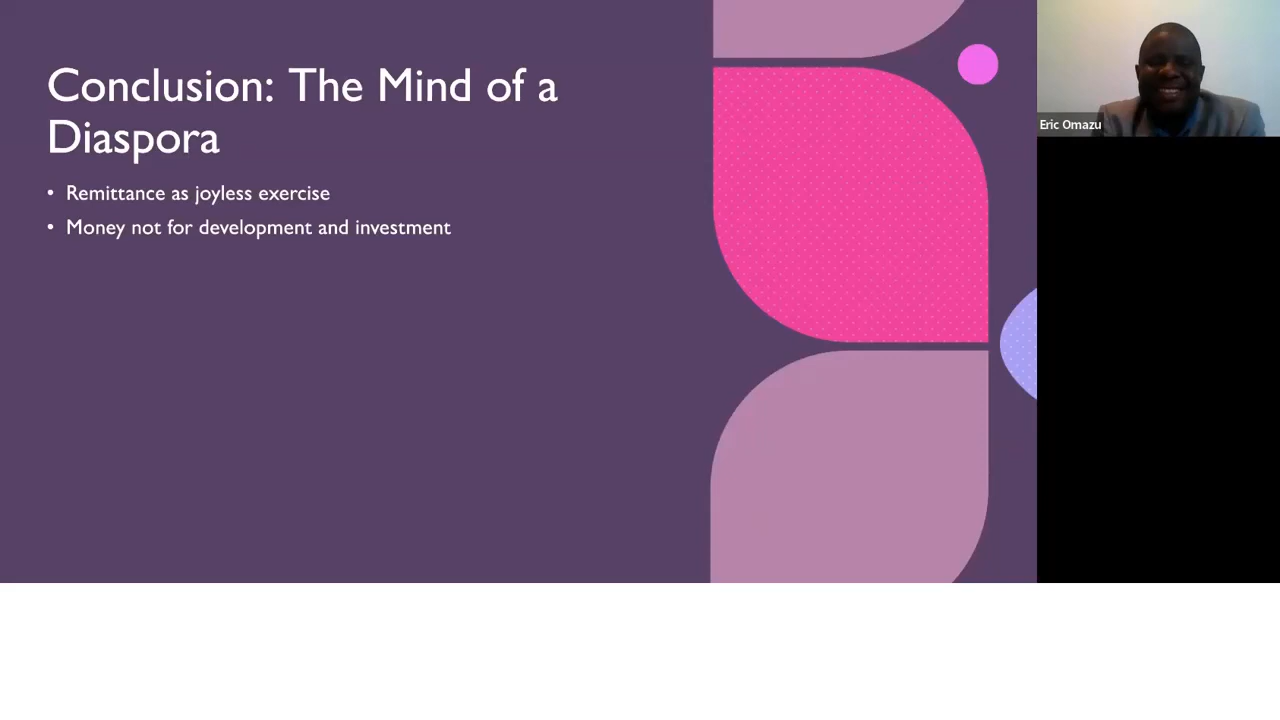 Conclusion: The Mind of a
Diaspora
• Remittance as joyless exercise
• Money not for development and investment
Eric Omazu